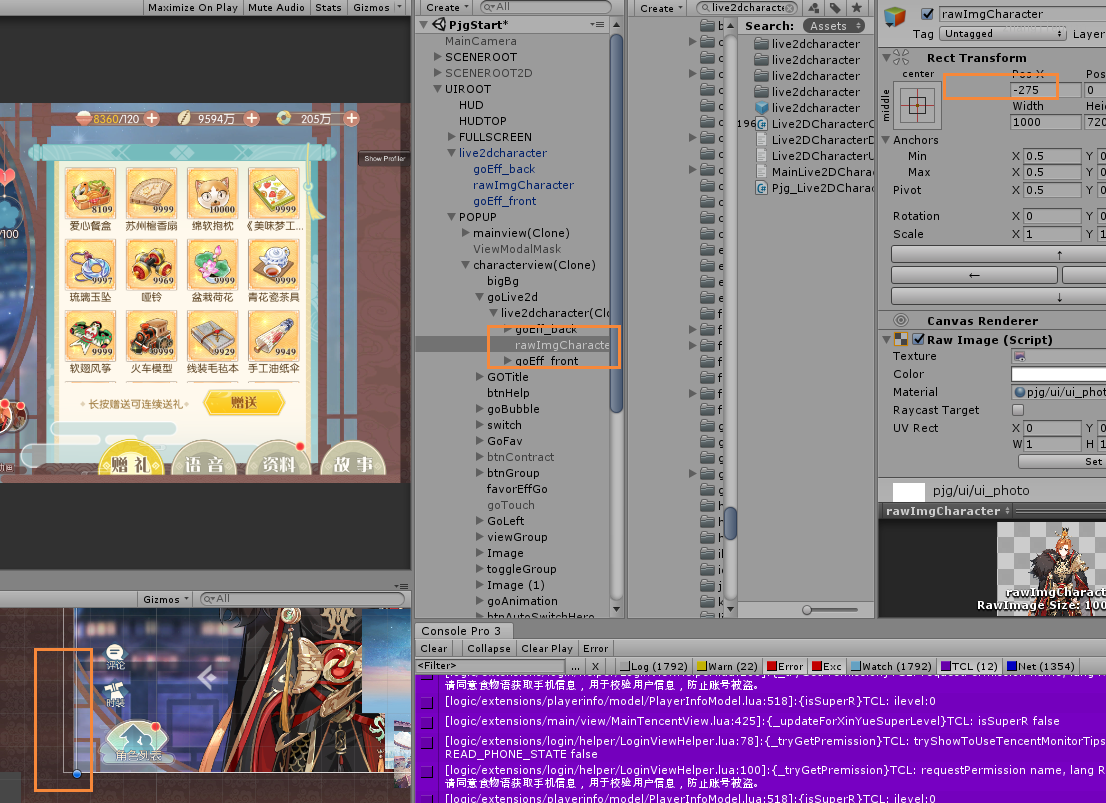 Maximize On Play Mute Audio Stats Gizmos
8360/120
9594万
205万
Show Profiler
/100
8109
9999
10000
9999
爱心餐盒
苏州檀香扇
绵软抱枕
《美味梦工...
9997
9969
9999
9999
琉璃玉坠
哑铃
盆栽荷花
青花瓷茶具
9999
9999
9929
9949
软翅风筝
火车模型
线装毛毡本
手工油纸伞
长按赠送可连续送礼
赠送
赠礼
语音
资料
故事
Gizmos
All
评论
时装
Create
All
PjgStart*
MainCamera
SCENEROOT
SCENEROOT2D
UIROOT
HUD
HUDTOP
FULLSCREEN
live2dcharacter
goEff_back
rawImgCharacter
goEff_front
POPUP
mainview(Clone)
ViewModalMask
characterview(Clone)
bigBg
goLive2d
live2dcharacter(Clo
goEff_back
rawImgCharacte
goEff_front
GOTitle
btnHelp
goBubble
switch
GoFav
btnContract
btnGroup
favorEffGo
goTouch
GoLeft
viewGroup
Image
toggleGroup
Image (1)
goAnimation
btnAutoSwitchHero
Create
live2dcharacte
Search: Assets
live2dcharacter
live2dcharacter
live2dcharacter
live2dcharacter
live2dcharacter
196
Live2DCharacterC
Live2DCharacterD
Live2DCharacterU
MainLive2DChara
Pjg_Live2DChara
rawImgCharacter
Tag Untagged Layer
Rect Transform
center
middle
Pos X Pos
-275 0
Width Hei
1000 720
Anchors
Min X 0.5 Y 0
Max X 0.5 Y 0
Pivot X 0.5 Y 0
Rotation X 0 Y 0
Scale X 1 Y 1
↑
←
↓
Canvas Renderer
Raw Image (Script)
Texture
Color
Material pjg/ui/ui_phot
Raycast Target
UV Rect X 0 Y 0
W 1 H 1
Set
pjg/ui/ui_photo
rawImgCharacter
rawImgCharact
RawImage Size: 100
Console Pro 3
Clear Collapse Clear Play Error
<Filter> ... X Log (1792) Warn (22) Error Exc Watch (1792) TCL (12) Net (1354)
请同意食物语获取手机信息，用于校验用户信息，防止账号被盗。
[logic/extensions/playerinfo/model/PlayerInfoModel.lua:518]:{isSuperR}TCL: ilevel:0
[logic/extensions/main/view/MainTencentView.lua:425]:{_updateForXinYueSuperLevel}TCL: isSuperR false
[logic/extensions/login/helper/LoginViewHelper.lua:78]:{_tryGetPremission}TCL: tryShowToUseTencentMonitorTips
READ_PHONE_STATE false
[logic/extensions/login/helper/LoginViewHelper.lua:100]:{_tryGetPremission}TCL: requestPermission name, lang R
请同意食物语获取手机信息，用于校验用户信息，防止账号被盗。
[logic/extensions/playerinfo/model/PlayerInfoModel.lua:518]:{isSuperR}TCL: ilevel:0